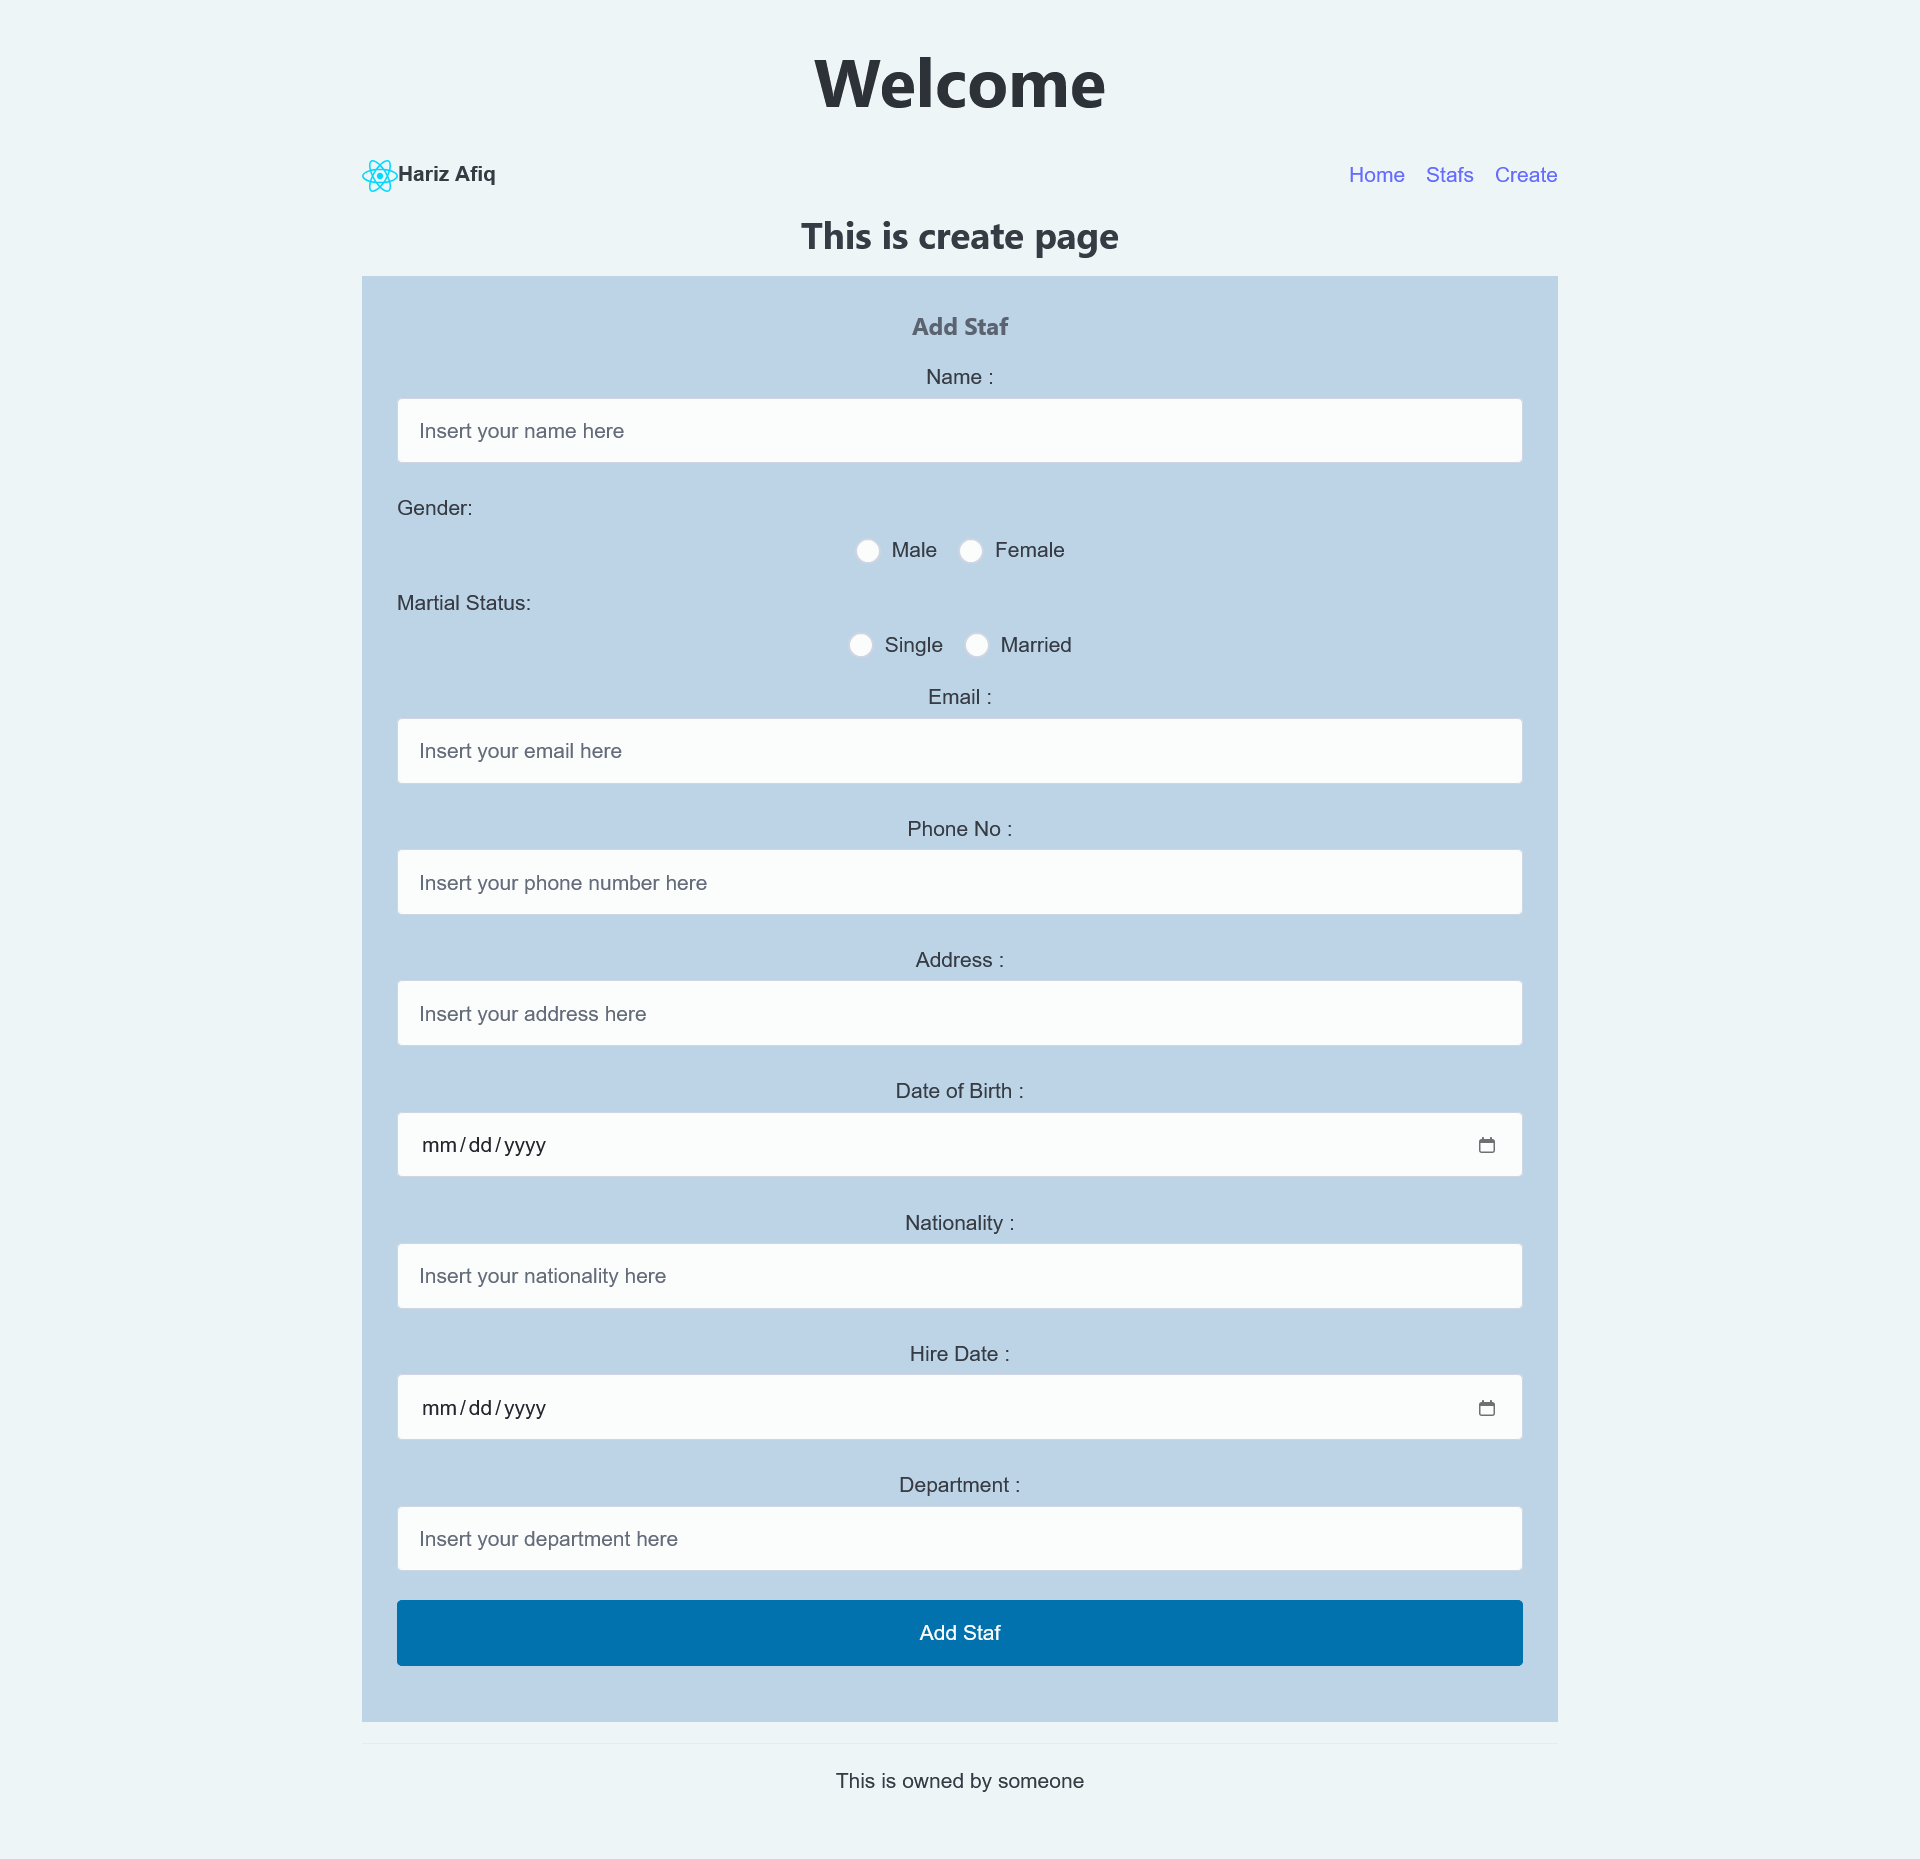 Welcome
Hariz Afiq
Home Stafs Create
This is create page
Add Staf
Name :
Insert your name here
Gender:
Male Female
Martial Status:
Single Married
Email :
Insert your email here
Phone No :
Insert your phone number here
Address :
Insert your address here
Date of Birth :
mm/dd/yyyy
Nationality :
Insert your nationality here
Hire Date :
mm/dd/yyyy
Department :
Insert your department here
Add Staf
This is owned by someone